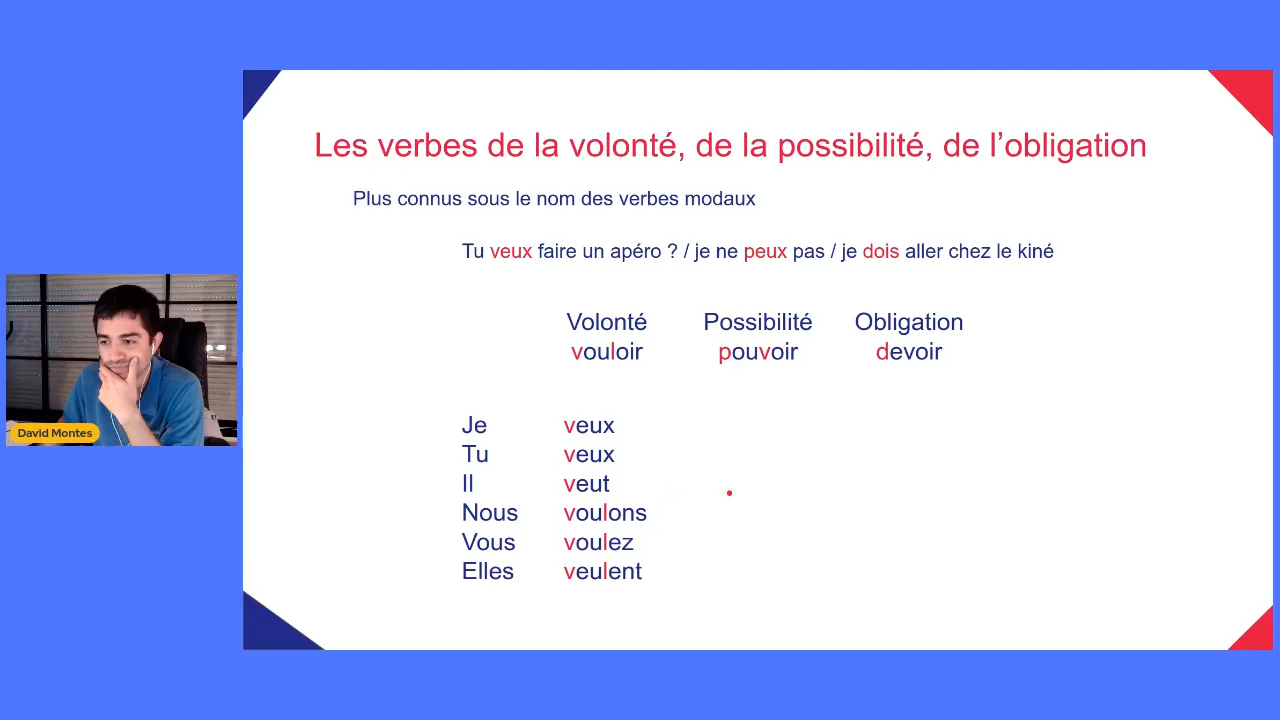 Les verbes de la volonté, de la possibilité, de l’obligation
Plus connus sous le nom des verbes modaux
Tu veux faire un apéro ? / je ne peux pas / je dois aller chez le kiné
Volonté Possibilité Obligation
vouloir pouvoir devoir
Je veux
Tu veux
Il veut
Nous voulons
Vous voulez
Elles veulent
David Montes